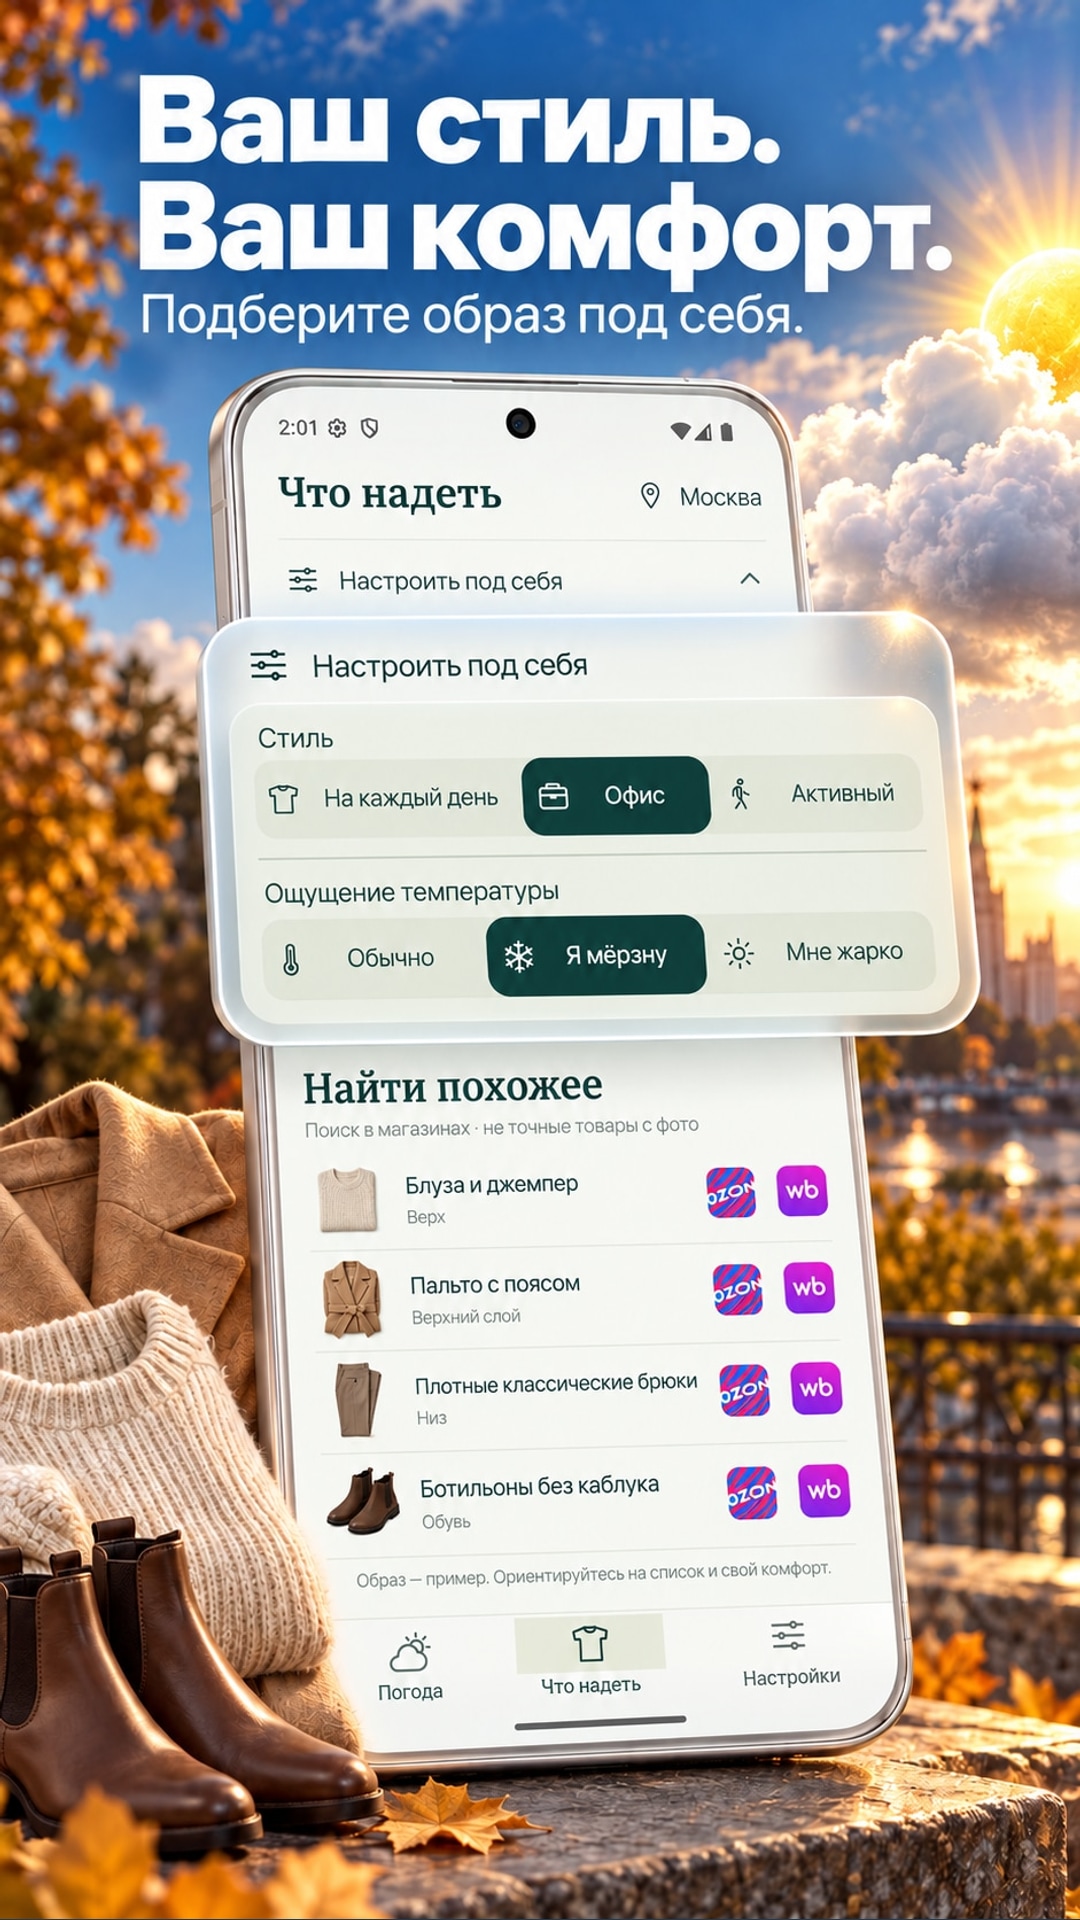 Ваш стиль.
Ваш комфорт.
Подберите образ под себя.
2:01
Что надеть
Москва
Настроить под себя
Настроить под себя
Стиль
На каждый день
Офис
Активный
Ощущение температуры
Обычно
Я мёрзну
Мне жарко
Найти похожее
Поиск в магазинах · не точные товары с фото
Блуза и джемпер
Верх
OZON
wb
Пальто с поясом
Верхний слой
OZON
wb
Плотные классические брюки
Низ
OZON
wb
Ботильоны без каблука
Обувь
OZON
wb
Образ — пример. Ориентируйтесь на список и свой комфорт.
Погода
Что надеть
Настройки